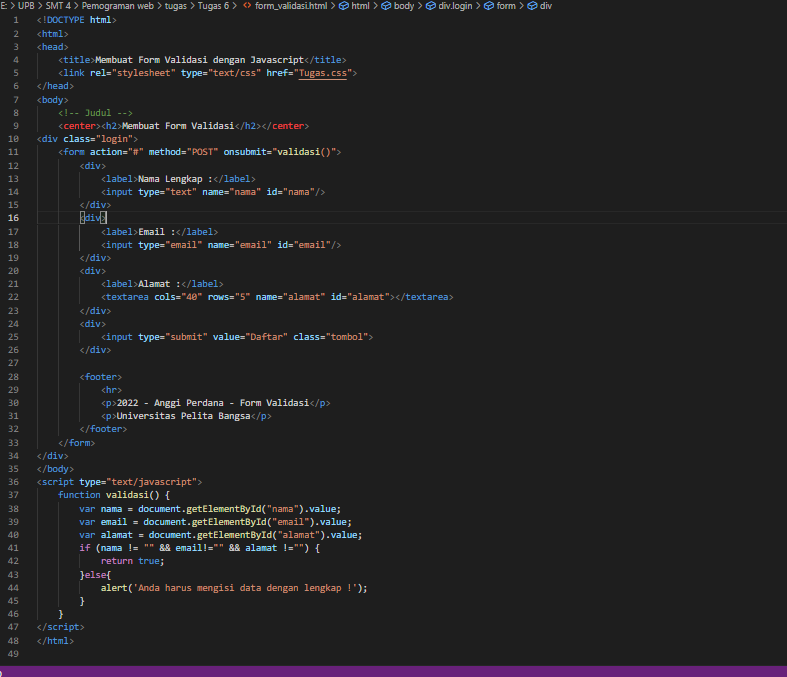 E: > UPB > SMT 4 > Pemograman web > tugas > Tugas 6 > <> form_validasi.html > html > body > div.login > form > div
1 <!DOCTYPE html>
2 <html>
3 <head>
4     <title>Membuat Form Validasi dengan Javascript</title>
5     <link rel="stylesheet" type="text/css" href="Tugas.css">
6 </head>
7 <body>
8     <!-- Judul -->
9     <center><h2>Membuat Form Validasi</h2></center>
10 <div class="login">
11     <form action="#" method="POST" onsubmit="validasi()">
12         <div>
13             <label>Nama Lengkap :</label>
14             <input type="text" name="nama" id="nama"/>
15         </div>
16         <div>
17             <label>Email :</label>
18             <input type="email" name="email" id="email"/>
19         </div>
20         <div>
21             <label>Alamat :</label>
22             <textarea cols="40" rows="5" name="alamat" id="alamat"></textarea>
23         </div>
24         <div>
25             <input type="submit" value="Daftar" class="tombol">
26         </div>
27
28         <footer>
29             <hr>
30             <p>2022 - Anggi Perdana - Form Validasi</p>
31             <p>Universitas Pelita Bangsa</p>
32         </footer>
33     </form>
34 </div>
35 </body>
36 <script type="text/javascript">
37     function validasi() {
38         var nama = document.getElementById("nama").value;
39         var email = document.getElementById("email").value;
40         var alamat = document.getElementById("alamat").value;
41         if (nama != "" && email!="" && alamat !="") {
42             return true;
43         }else{
44             alert('Anda harus mengisi data dengan lengkap !');
45         }
46     }
47 </script>
48 </html>
49